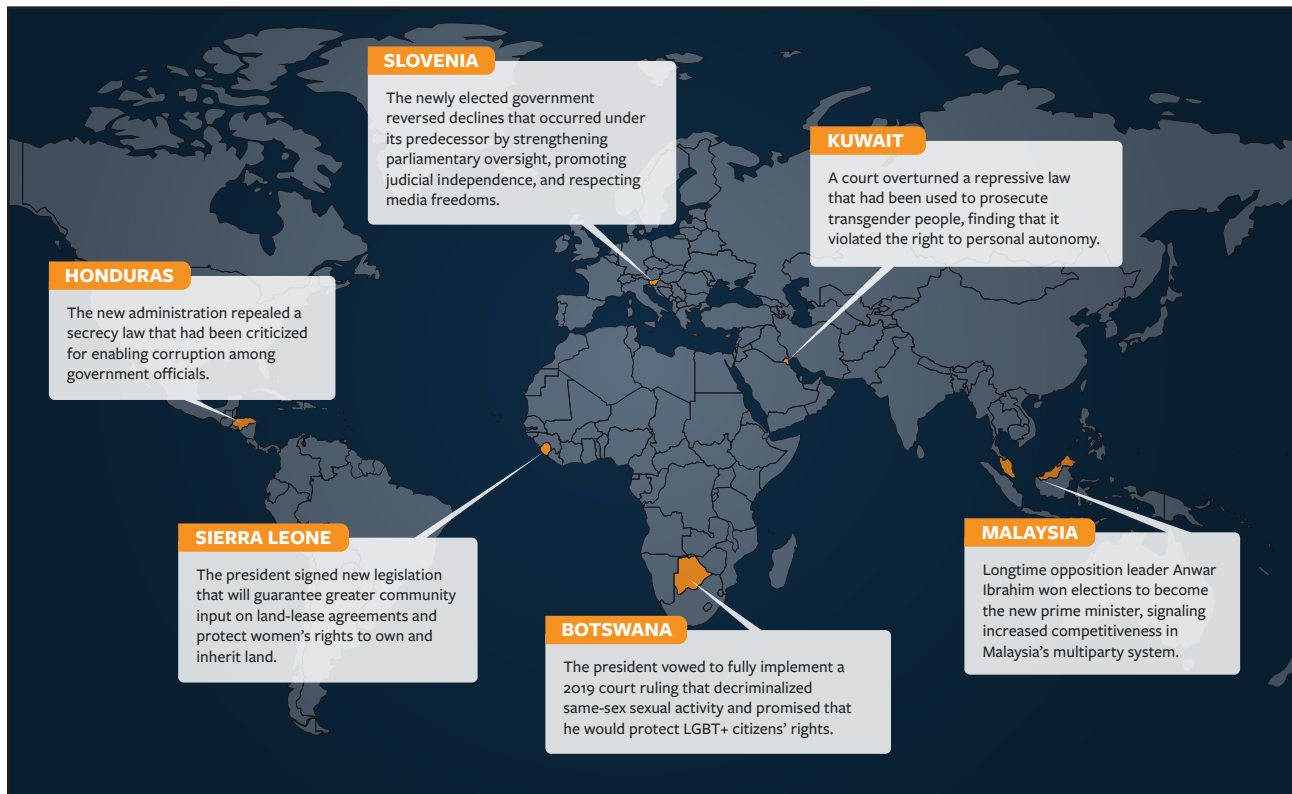 SLOVENIA
The newly elected government
reversed declines that occurred under
its predecessor by strengthening
parliamentary oversight, promoting
judicial independence, and respecting
media freedoms.
KUWAIT
A court overturned a repressive law
that had been used to prosecute
transgender people, finding that it
violated the right to personal autonomy.
HONDURAS
The new administration repealed a
secrecy law that had been criticized
for enabling corruption among
government officials.
SIERRA LEONE
The president signed new legislation
that will guarantee greater community
input on land-lease agreements and
protect women’s rights to own and
inherit land.
BOTSWANA
The president vowed to fully implement a
2019 court ruling that decriminalized
same-sex sexual activity and promised that
he would protect LGBT+ citizens’ rights.
MALAYSIA
Longtime opposition leader Anwar
Ibrahim won elections to become
the new prime minister, signaling
increased competitiveness in
Malaysia’s multiparty system.